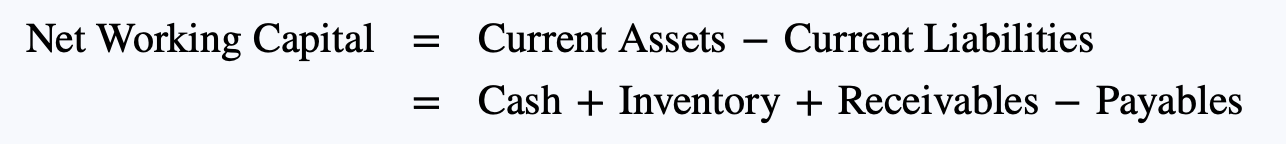 Net Working Capital = Current Assets − Current Liabilities
= Cash + Inventory + Receivables − Payables